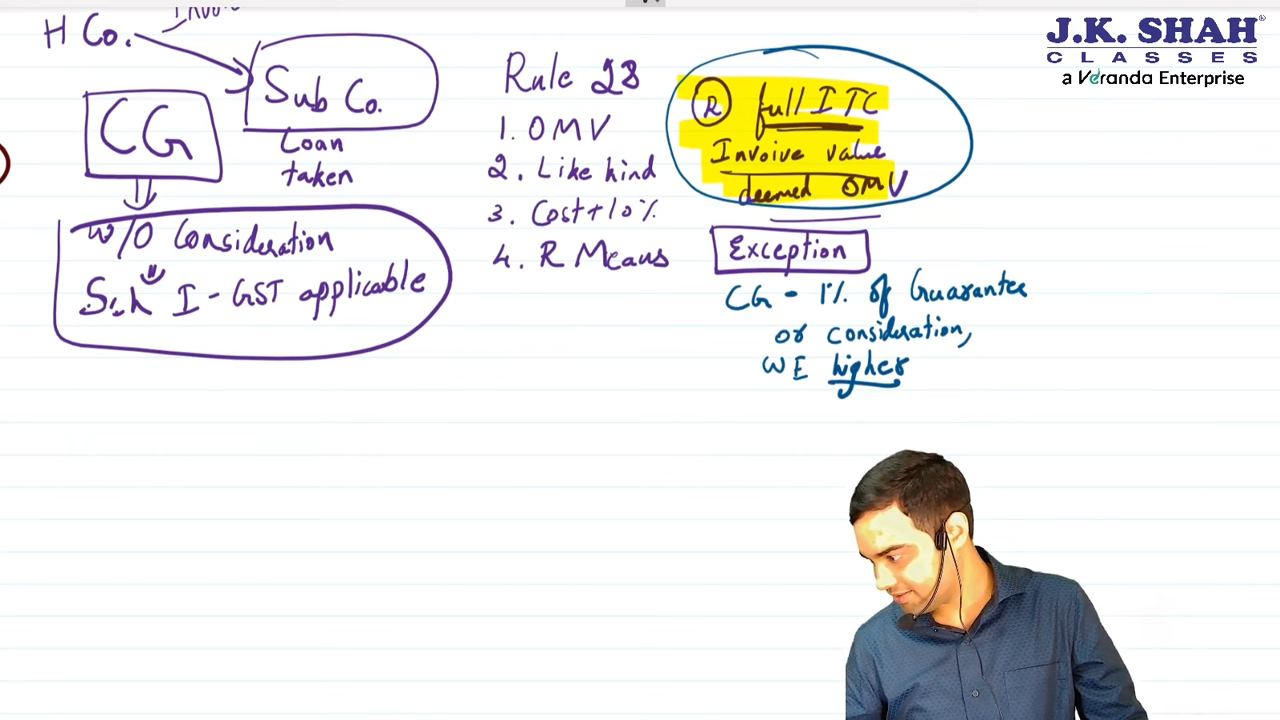 H Co.
Sub Co.
CG
Loan
taken
W/O Consideration
Sch I - GST applicable
Rule 28
1. OMV
2. Like kind
3. Cost+10%
4. R Means
R full ITC
Invoive value
deemed OMV
Exception
CG - 1% of Guarantee
or consideration,
WE higher
J.K. SHAH®
CLASSES
a Veranda Enterprise